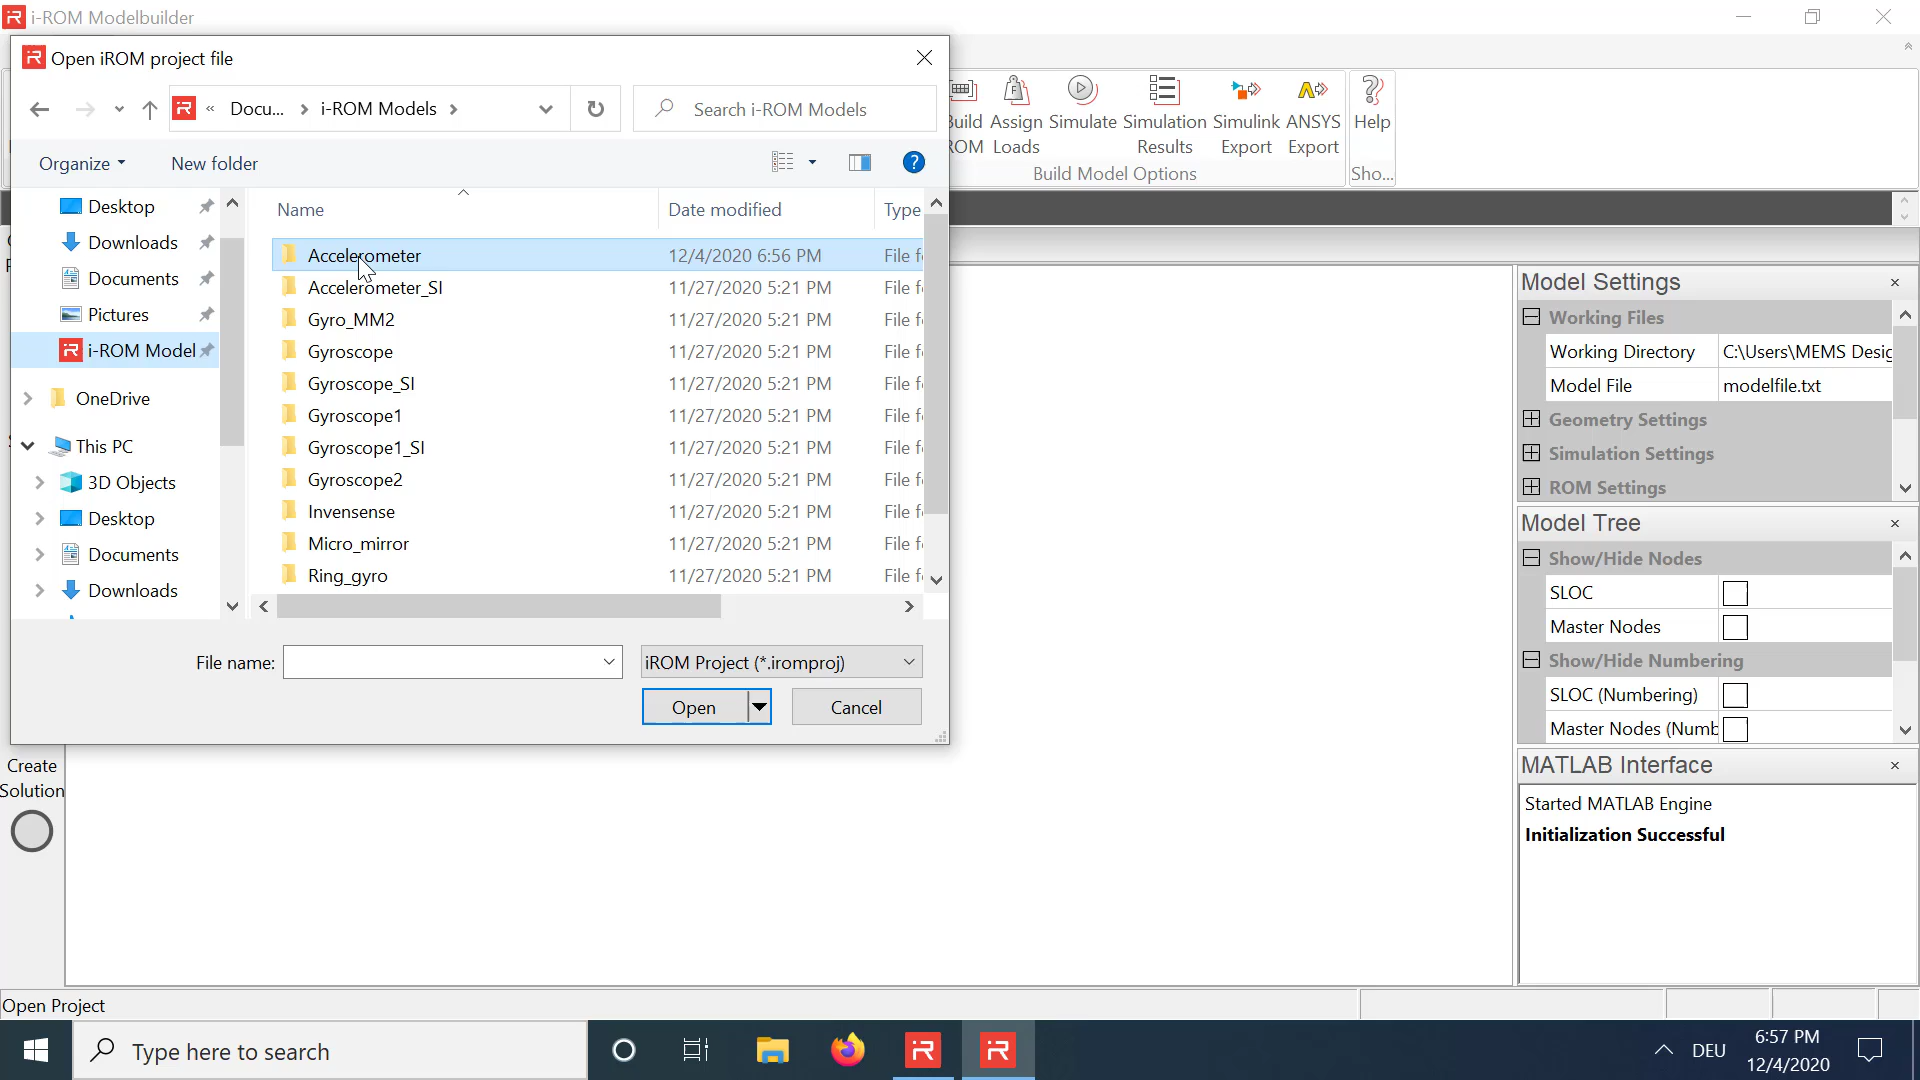 i-ROM Modelbuilder
Open iROM project file
« Docu... > i-ROM Models >
Search i-ROM Models
Organize
New folder
Desktop
Downloads
Documents
Pictures
i-ROM Model
OneDrive
This PC
3D Objects
Desktop
Documents
Downloads
Name Date modified Type
Accelerometer 12/4/2020 6:56 PM File f
Accelerometer_SI 11/27/2020 5:21 PM File f
Gyro_MM2 11/27/2020 5:21 PM File f
Gyroscope 11/27/2020 5:21 PM File f
Gyroscope_SI 11/27/2020 5:21 PM File f
Gyroscope1 11/27/2020 5:21 PM File f
Gyroscope1_SI 11/27/2020 5:21 PM File f
Gyroscope2 11/27/2020 5:21 PM File f
Invensense 11/27/2020 5:21 PM File f
Micro_mirror 11/27/2020 5:21 PM File f
Ring_gyro 11/27/2020 5:21 PM File f
File name:
iROM Project (*.iromproj)
Open
Cancel
uild
ROM
Assign
Loads
Simulate
Simulation
Results
Simulink
Export
ANSYS
Export
Help
Build Model Options
Sho...
Model Settings
Working Files
Working Directory C:\Users\MEMS Desig
Model File modelfile.txt
Geometry Settings
Simulation Settings
ROM Settings
Model Tree
Show/Hide Nodes
SLOC
Master Nodes
Show/Hide Numbering
SLOC (Numbering)
Master Nodes (Numb
MATLAB Interface
Started MATLAB Engine
Initialization Successful
Create
Solution
Open Project
Type here to search
DEU
6:57 PM
12/4/2020